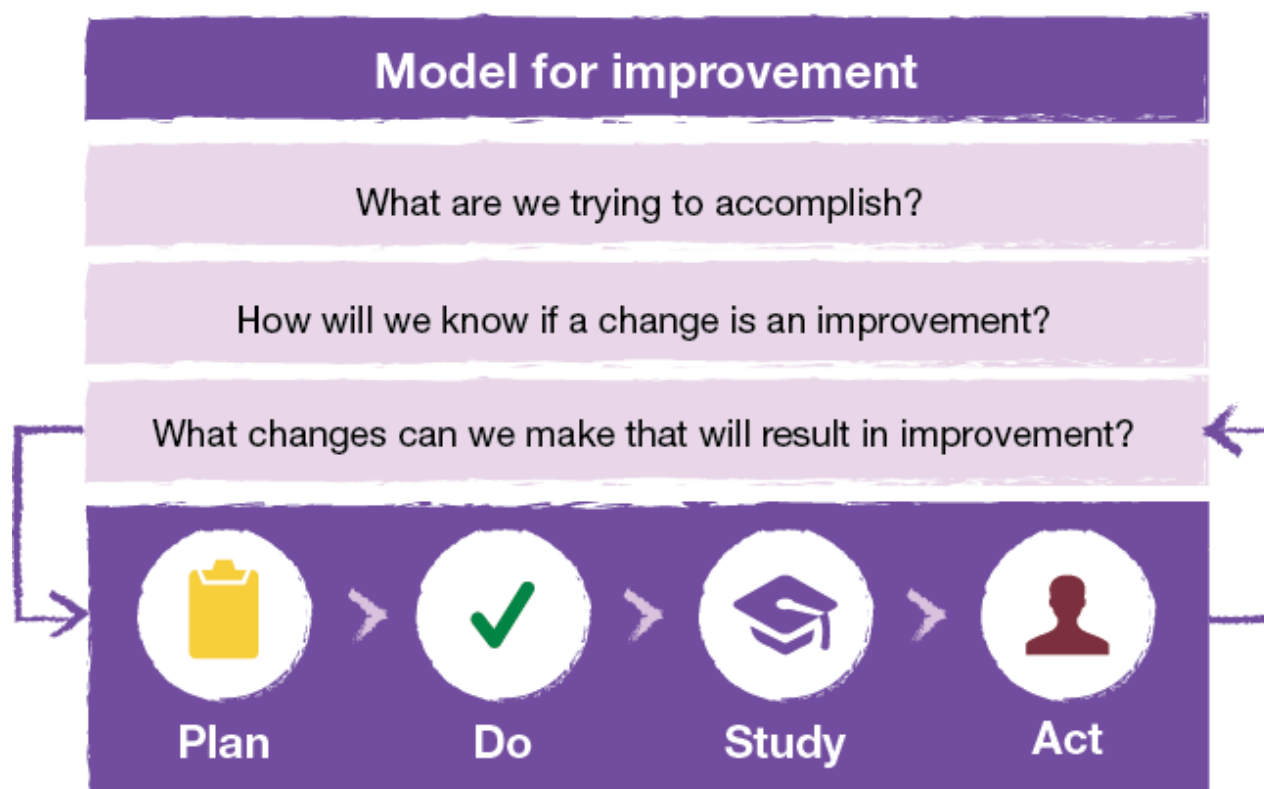 Model for improvement
What are we trying to accomplish?
How will we know if a change is an improvement?
What changes can we make that will result in improvement?
Plan
Do
Study
Act